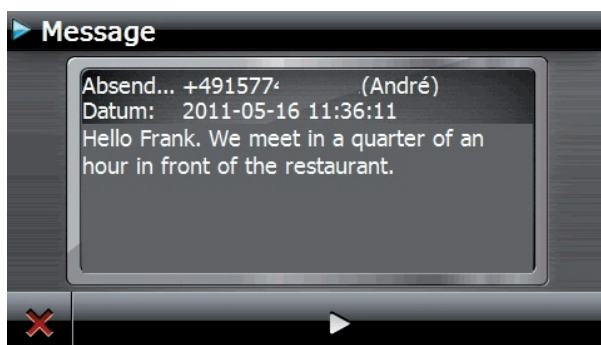 Message
Absend... +4915774 (André)
Datum: 2011-05-16 11:36:11
Hello Frank. We meet in a quarter of an
hour in front of the restaurant.